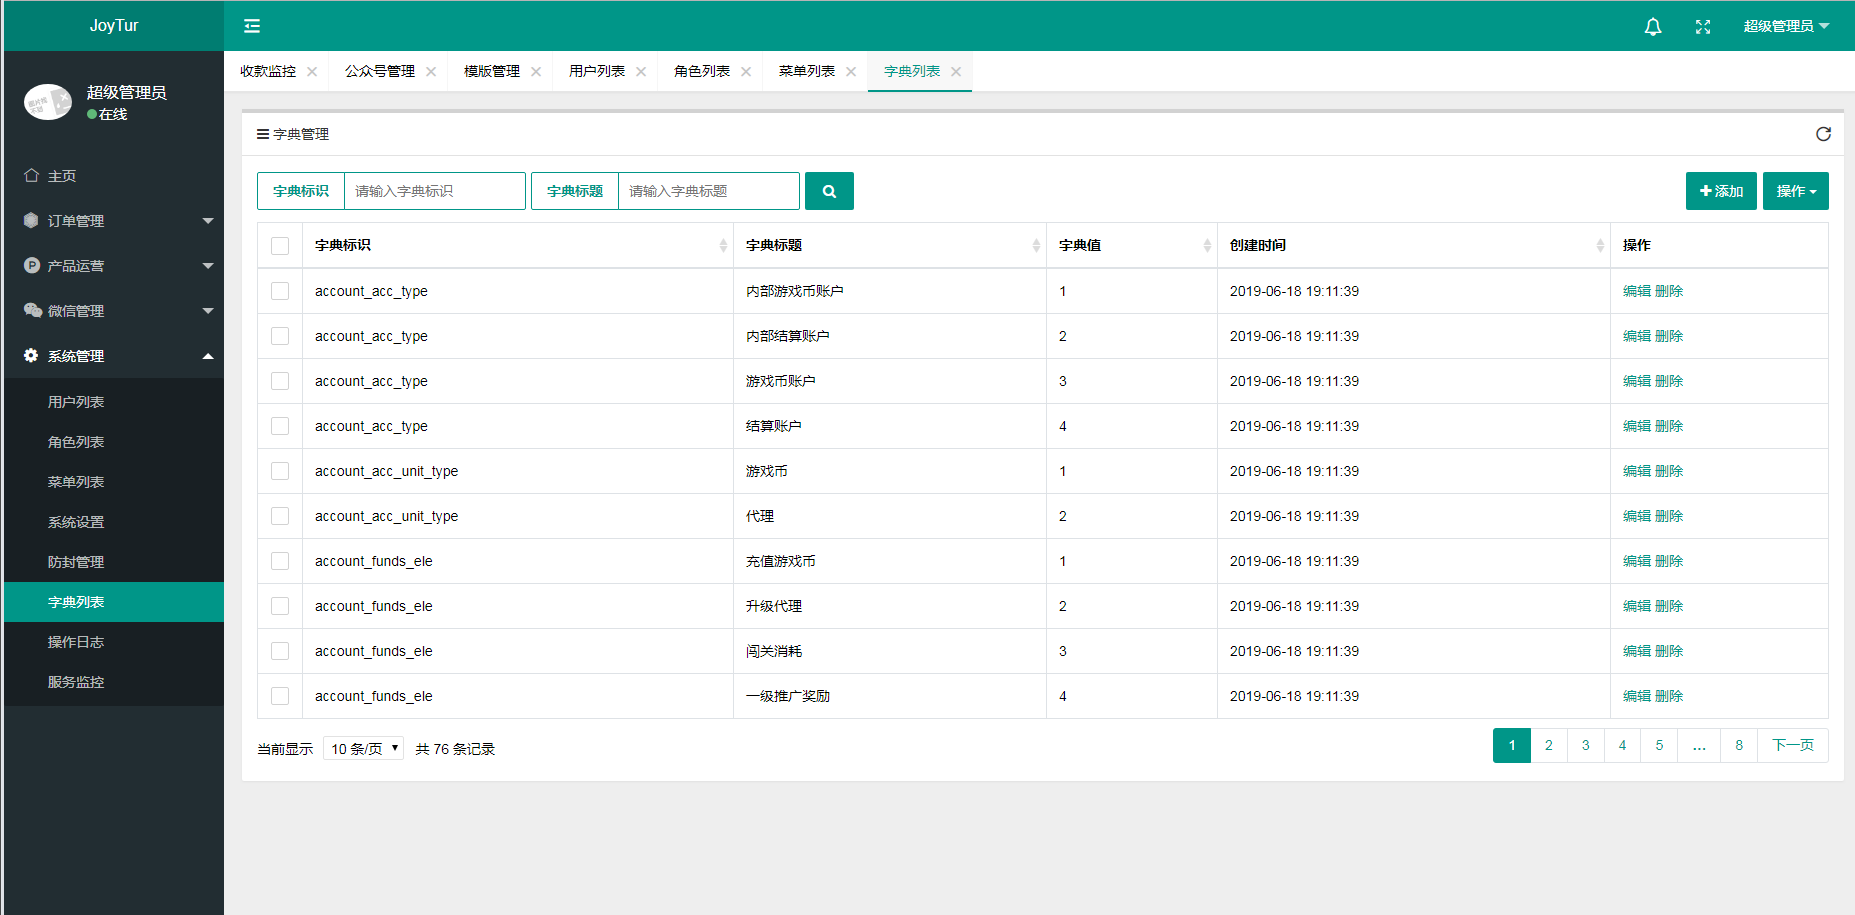 JoyTur
超级管理员
收款监控 公众号管理 模版管理 用户列表 角色列表 菜单列表 字典列表
超级管理员
在线
主页
订单管理
产品运营
微信管理
系统管理
用户列表
角色列表
菜单列表
系统设置
防封管理
字典列表
操作日志
服务监控
字典管理
字典标识 请输入字典标识 字典标题 请输入字典标题 添加 操作
字典标识 字典标题 字典值 创建时间 操作
account_acc_type 内部游戏币账户 1 2019-06-18 19:11:39 编辑 删除
account_acc_type 内部结算账户 2 2019-06-18 19:11:39 编辑 删除
account_acc_type 游戏币账户 3 2019-06-18 19:11:39 编辑 删除
account_acc_type 结算账户 4 2019-06-18 19:11:39 编辑 删除
account_acc_unit_type 游戏币 1 2019-06-18 19:11:39 编辑 删除
account_acc_unit_type 代理 2 2019-06-18 19:11:39 编辑 删除
account_funds_ele 充值游戏币 1 2019-06-18 19:11:39 编辑 删除
account_funds_ele 升级代理 2 2019-06-18 19:11:39 编辑 删除
account_funds_ele 闯关消耗 3 2019-06-18 19:11:39 编辑 删除
account_funds_ele 一级推广奖励 4 2019-06-18 19:11:39 编辑 删除
当前显示 10 条/页 共 76 条记录 1 2 3 4 5 ... 8 下一页